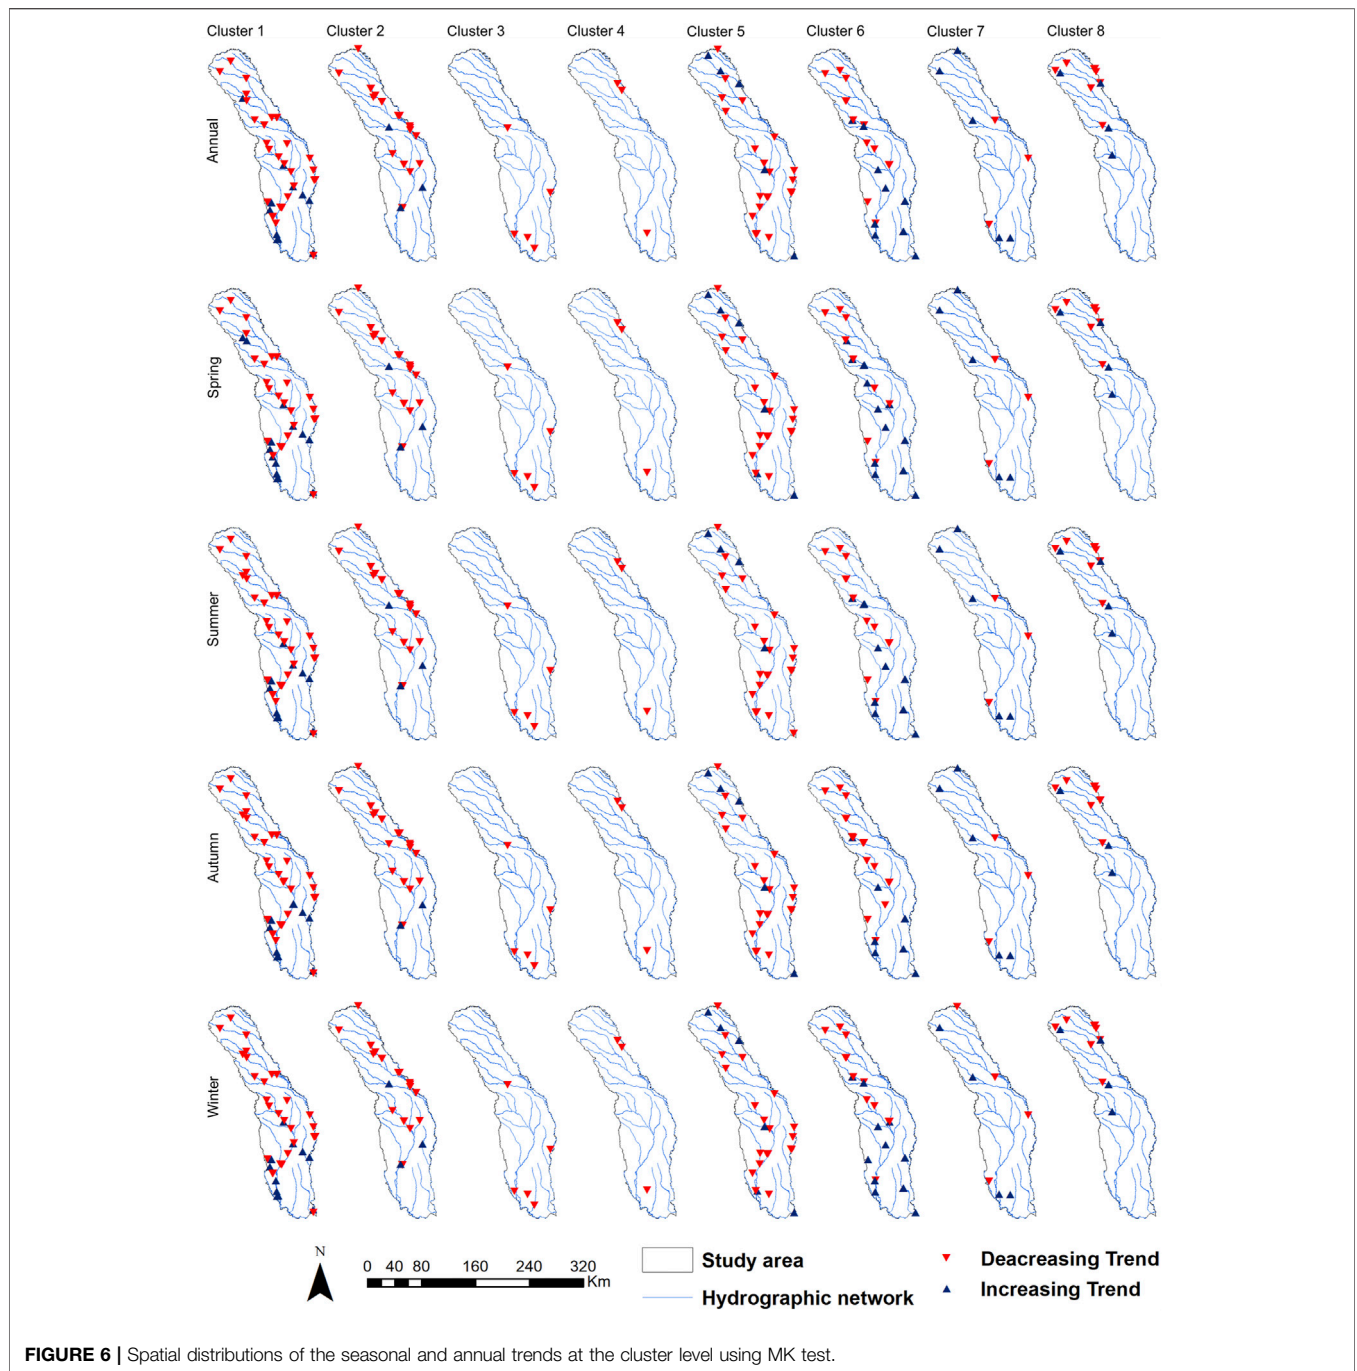 Cluster 1 Cluster 2 Cluster 3 Cluster 4 Cluster 5 Cluster 6 Cluster 7 Cluster 8
Annual
Spring
Summer
Autumn
Winter
N
0 40 80 160 240 320
Km
Study area
Hydrographic network
Deacreasing Trend
Increasing Trend
FIGURE 6 | Spatial distributions of the seasonal and annual trends at the cluster level using MK test.